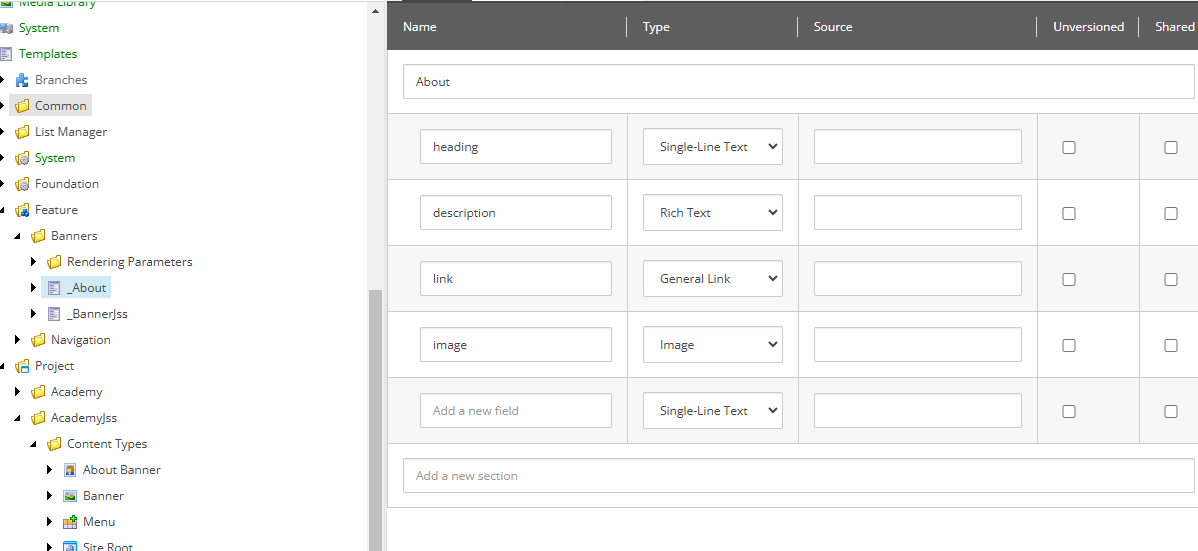 Media Library
System
Templates
Branches
Common
List Manager
System
Foundation
Feature
Banners
Rendering Parameters
_About
_BannerJss
Navigation
Project
Academy
AcademyJss
Content Types
About Banner
Banner
Menu
Site Root
Name Type Source Unversioned Shared
About
heading Single-Line Text
description Rich Text
link General Link
image Image
Add a new field Single-Line Text
Add a new section